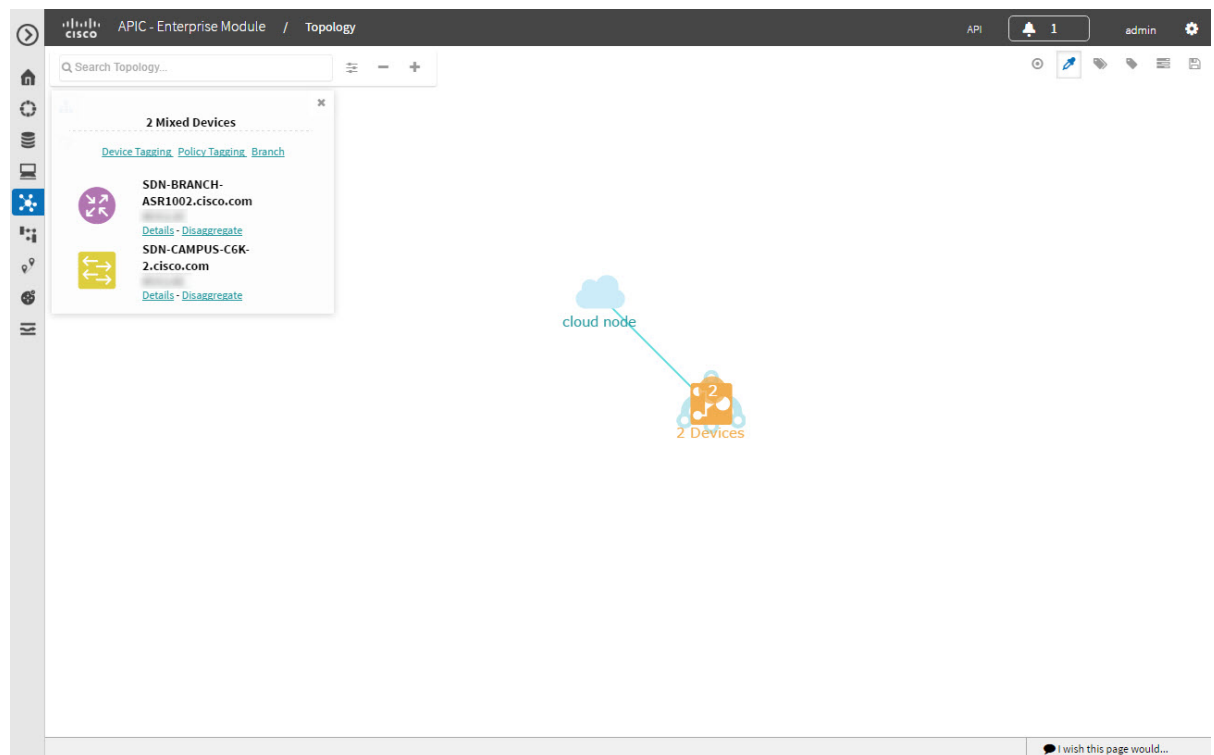 CISCO APIC - Enterprise Module / Topology API 1 admin
Search Topology...
2 Mixed Devices
Device Tagging Policy Tagging Branch
SDN-BRANCH-
ASR1002.cisco.com
Details - Disaggregate
SDN-CAMPUS-C6K-
2.cisco.com
Details - Disaggregate
cloud node
2
2 Devices
I wish this page would...